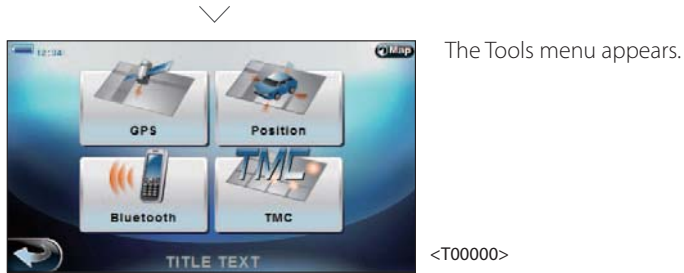 12:34
Map
The Tools menu appears.
GPS
Position
TMC
Bluetooth
TMC
TITLE TEXT
<T00000>